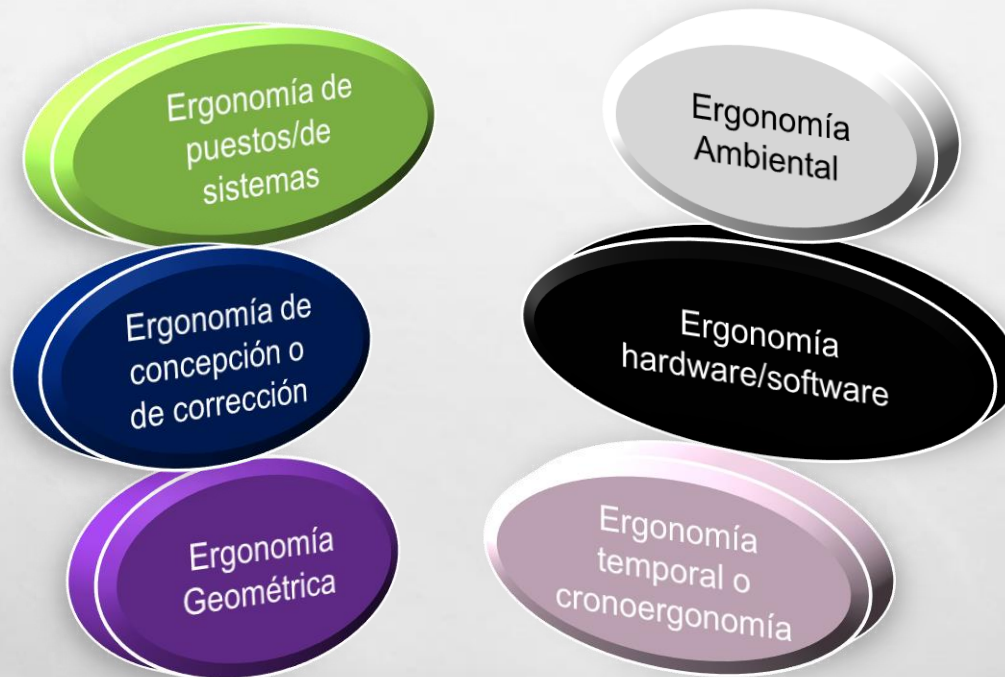 Ergonomía de
puestos/de
sistemas
Ergonomía
Ambiental
Ergonomía de
concepción o
de corrección
Ergonomía
hardware/software
Ergonomía
Geométrica
Ergonomía
temporal o
cronoergonomía